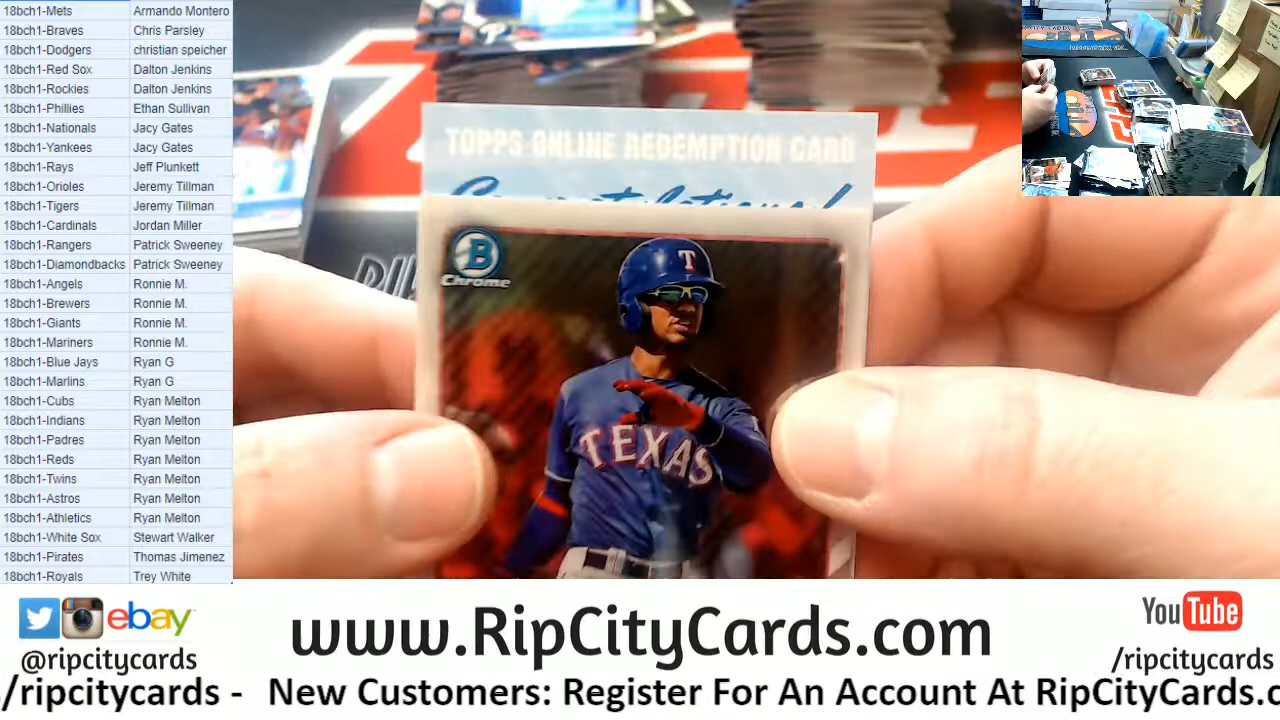 18bch1-Mets Armando Montero
18bch1-Braves Chris Parsley
18bch1-Dodgers christian speicher
18bch1-Red Sox Dalton Jenkins
18bch1-Rockies Dalton Jenkins
18bch1-Phillies Ethan Sullivan
18bch1-Nationals Jacy Gates
18bch1-Yankees Jacy Gates
18bch1-Rays Jeff Plunkett
18bch1-Orioles Jeremy Tillman
18bch1-Tigers Jeremy Tillman
18bch1-Cardinals Jordan Miller
18bch1-Rangers Patrick Sweeney
18bch1-Diamondbacks Patrick Sweeney
18bch1-Angels Ronnie M.
18bch1-Brewers Ronnie M.
18bch1-Giants Ronnie M.
18bch1-Mariners Ronnie M.
18bch1-Blue Jays Ryan G
18bch1-Marlins Ryan G
18bch1-Cubs Ryan Melton
18bch1-Indians Ryan Melton
18bch1-Padres Ryan Melton
18bch1-Reds Ryan Melton
18bch1-Twins Ryan Melton
18bch1-Astros Ryan Melton
18bch1-Athletics Ryan Melton
18bch1-White Sox Stewart Walker
18bch1-Pirates Thomas Jimenez
18bch1-Royals Trey White
TOPPS ONLINE REDEMPTION CARD
Congratulations!
B
Chrome
T
TEXAS
ebay
@ripcitycards
www.RipCityCards.com
YouTube
/ripcitycards
/ripcitycards - New Customers: Register For An Account At RipCityCards.c